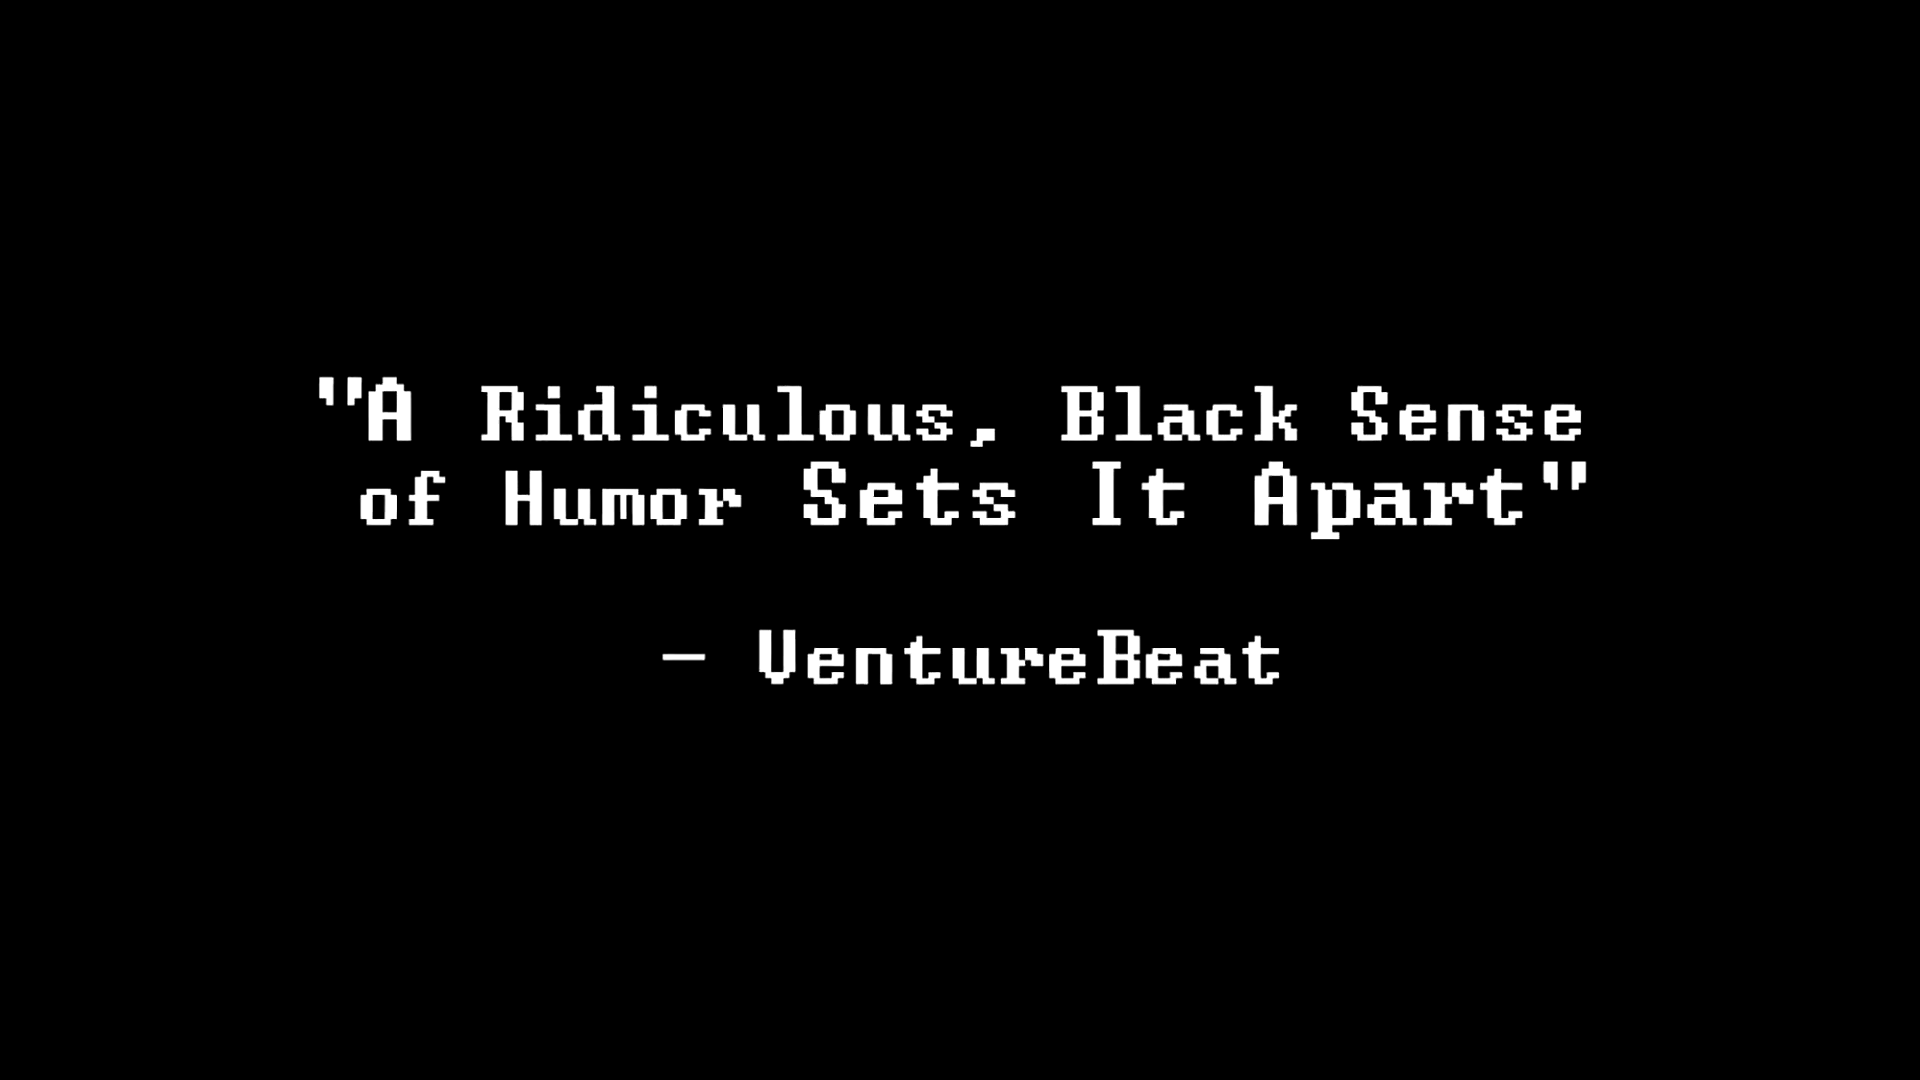 "A Ridiculous, Black Sense
of Humor Sets It Apart"
— VentureBeat